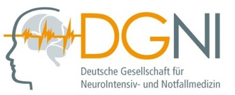 DGNI
Deutsche Gesellschaft für
NeuroIntensiv- und Notfallmedizin